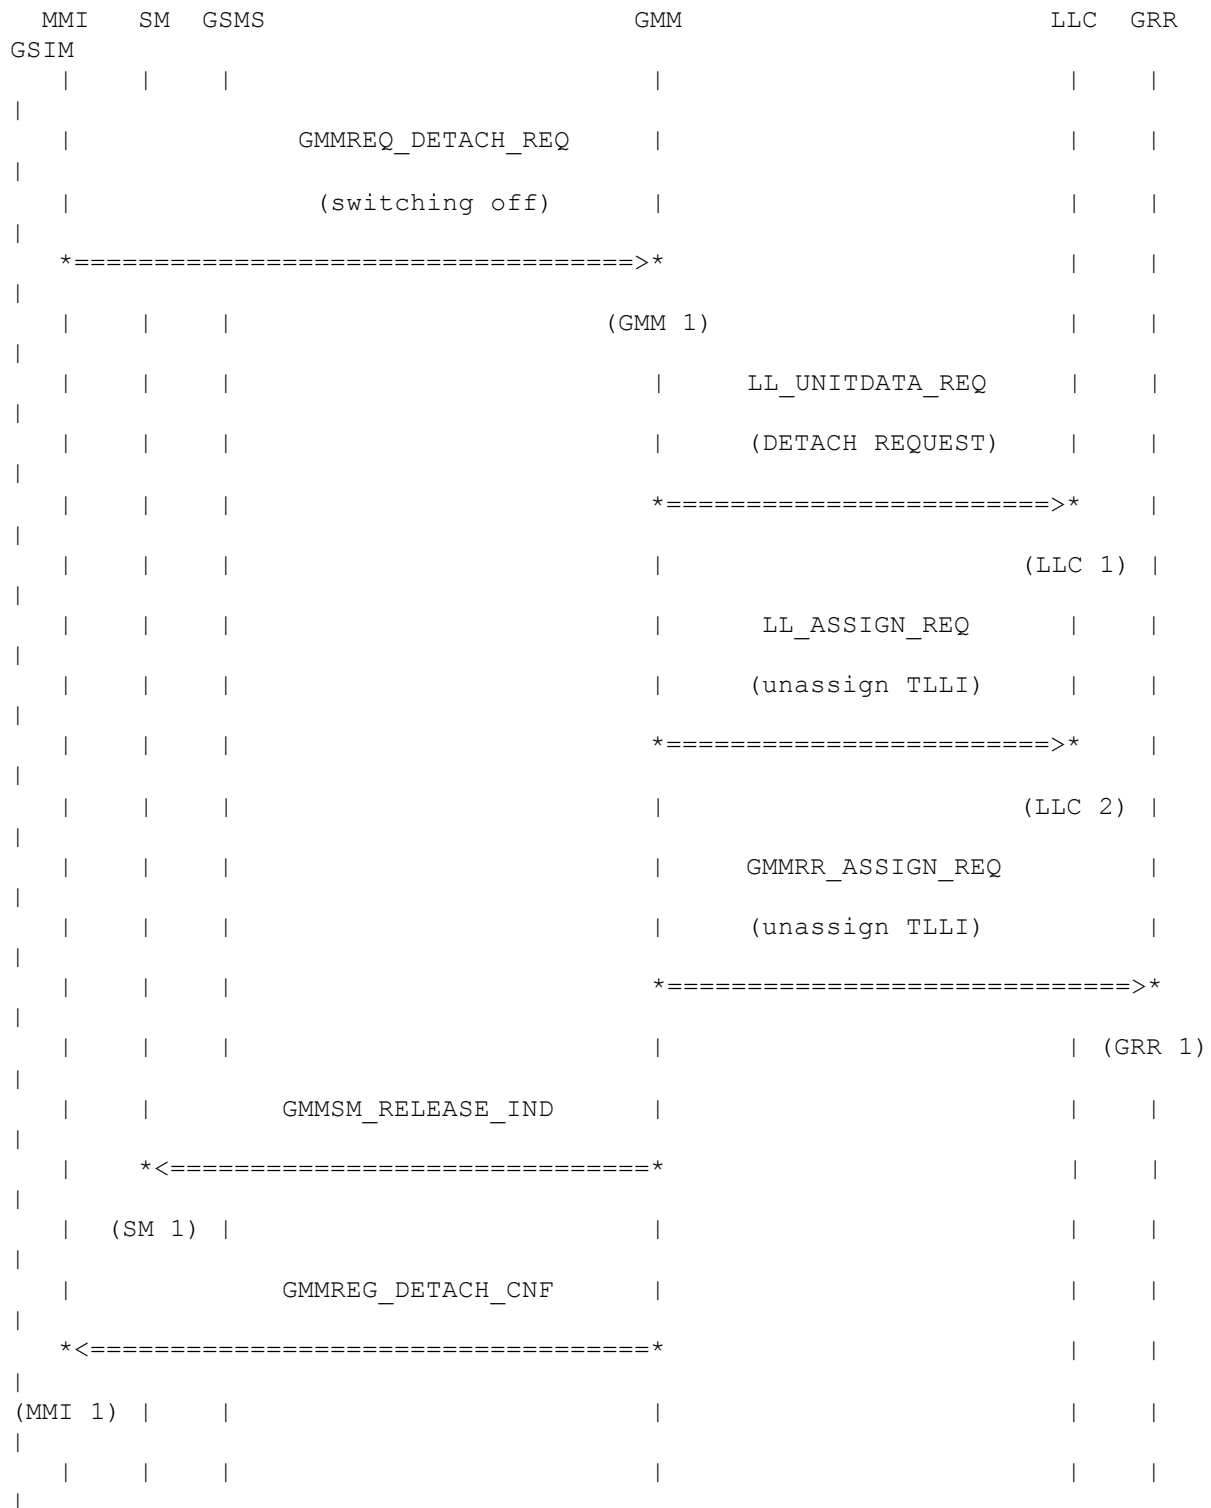 MMI SM GSMS GMM LLC GRR
GSIM
| | | | | |
|
| GMMREQ_DETACH_REQ | | |
|
| (switching off) | | |
|
*===================================>* | |
|
| | | (GMM 1) | |
|
| | | | LL_UNITDATA_REQ | |
|
| | | | (DETACH REQUEST) | |
|
| | | *========================>* |
|
| | | | (LLC 1) |
|
| | | | LL_ASSIGN_REQ | |
|
| | | | (unassign TLLI) | |
|
| | | *========================>* |
|
| | | | (LLC 2) |
|
| | | | GMMRR_ASSIGN_REQ |
|
| | | | (unassign TLLI) |
|
| | | *=============================>*
|
| | | | | (GRR 1)
|
| | GMMSM_RELEASE_IND | | |
|
| *<==============================* | |
|
| (SM 1) | | | |
|
| GMMREG_DETACH_CNF | | |
|
*<===================================* | |
|
(MMI 1) | | | | |
|
| | | | | |
|